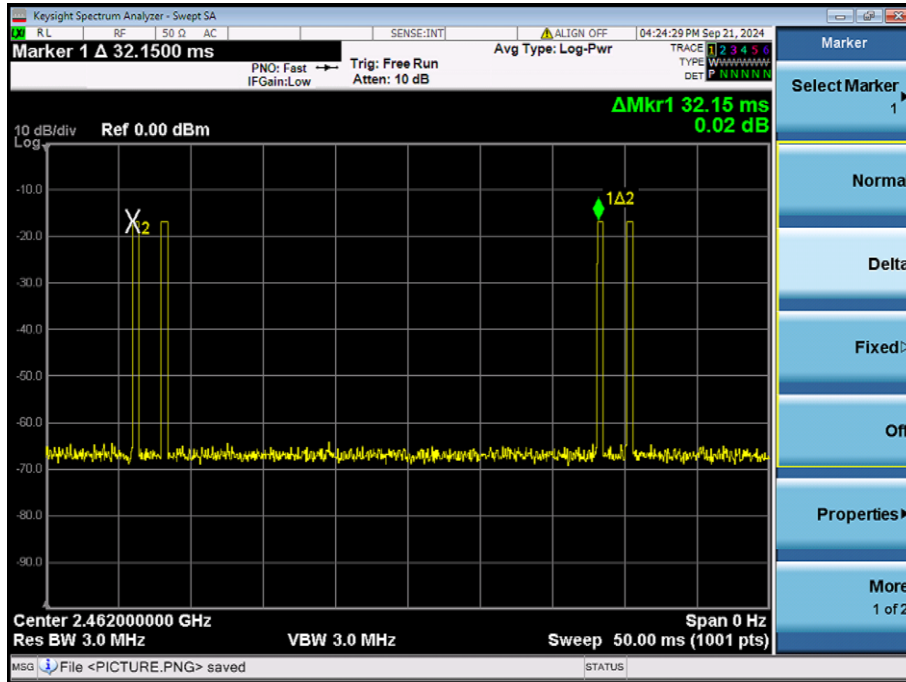 Keysight Spectrum Analyzer - Swept SA
LXI RL RF 50 Ω AC SENSE:INT ALIGN OFF 04:24:29 PM Sep 21, 2024
Marker 1 Δ 32.1500 ms
PNO: Fast
IFGain:Low
Trig: Free Run
Atten: 10 dB
Avg Type: Log-Pwr
TRACE 1 2 3 4 5 6
TYPE W
DET P N N N N N
ΔMkr1 32.15 ms
0.02 dB
10 dB/div Ref 0.00 dBm
Log
-10.0
-20.0
-30.0
-40.0
-50.0
-60.0
-70.0
-80.0
-90.0
X2
1Δ2
Center 2.462000000 GHz Span 0 Hz
Res BW 3.0 MHz VBW 3.0 MHz Sweep 50.00 ms (1001 pts)
MSG File <PICTURE.PNG> saved STATUS
Marker
Select Marker
1
Norma
Delta
Fixed
Off
Properties
More
1 of 2